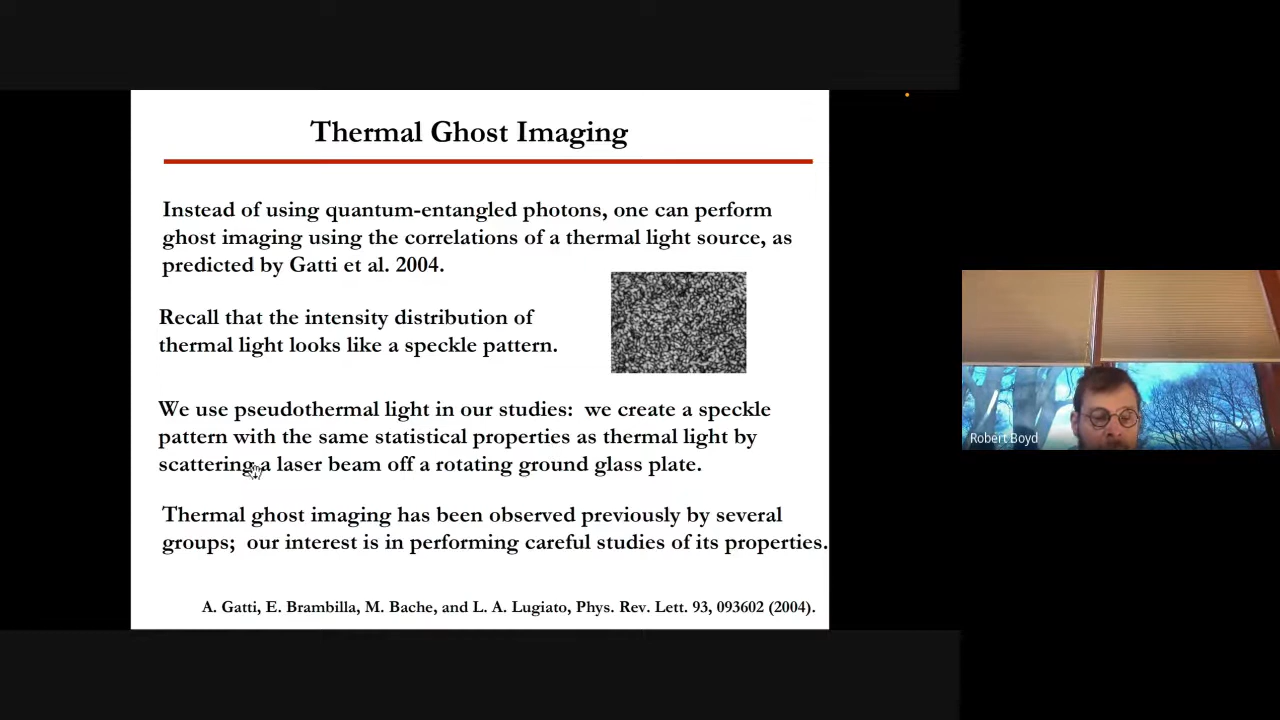 Thermal Ghost Imaging
Instead of using quantum-entangled photons, one can perform
ghost imaging using the correlations of a thermal light source, as
predicted by Gatti et al. 2004.
Recall that the intensity distribution of
thermal light looks like a speckle pattern.
We use pseudothermal light in our studies:  we create a speckle
pattern with the same statistical properties as thermal light by
scattering a laser beam off a rotating ground glass plate.
Thermal ghost imaging has been observed previously by several
groups;  our interest is in performing careful studies of its properties.
A. Gatti, E. Brambilla, M. Bache, and L. A. Lugiato, Phys. Rev. Lett. 93, 093602 (2004).
Robert Boyd